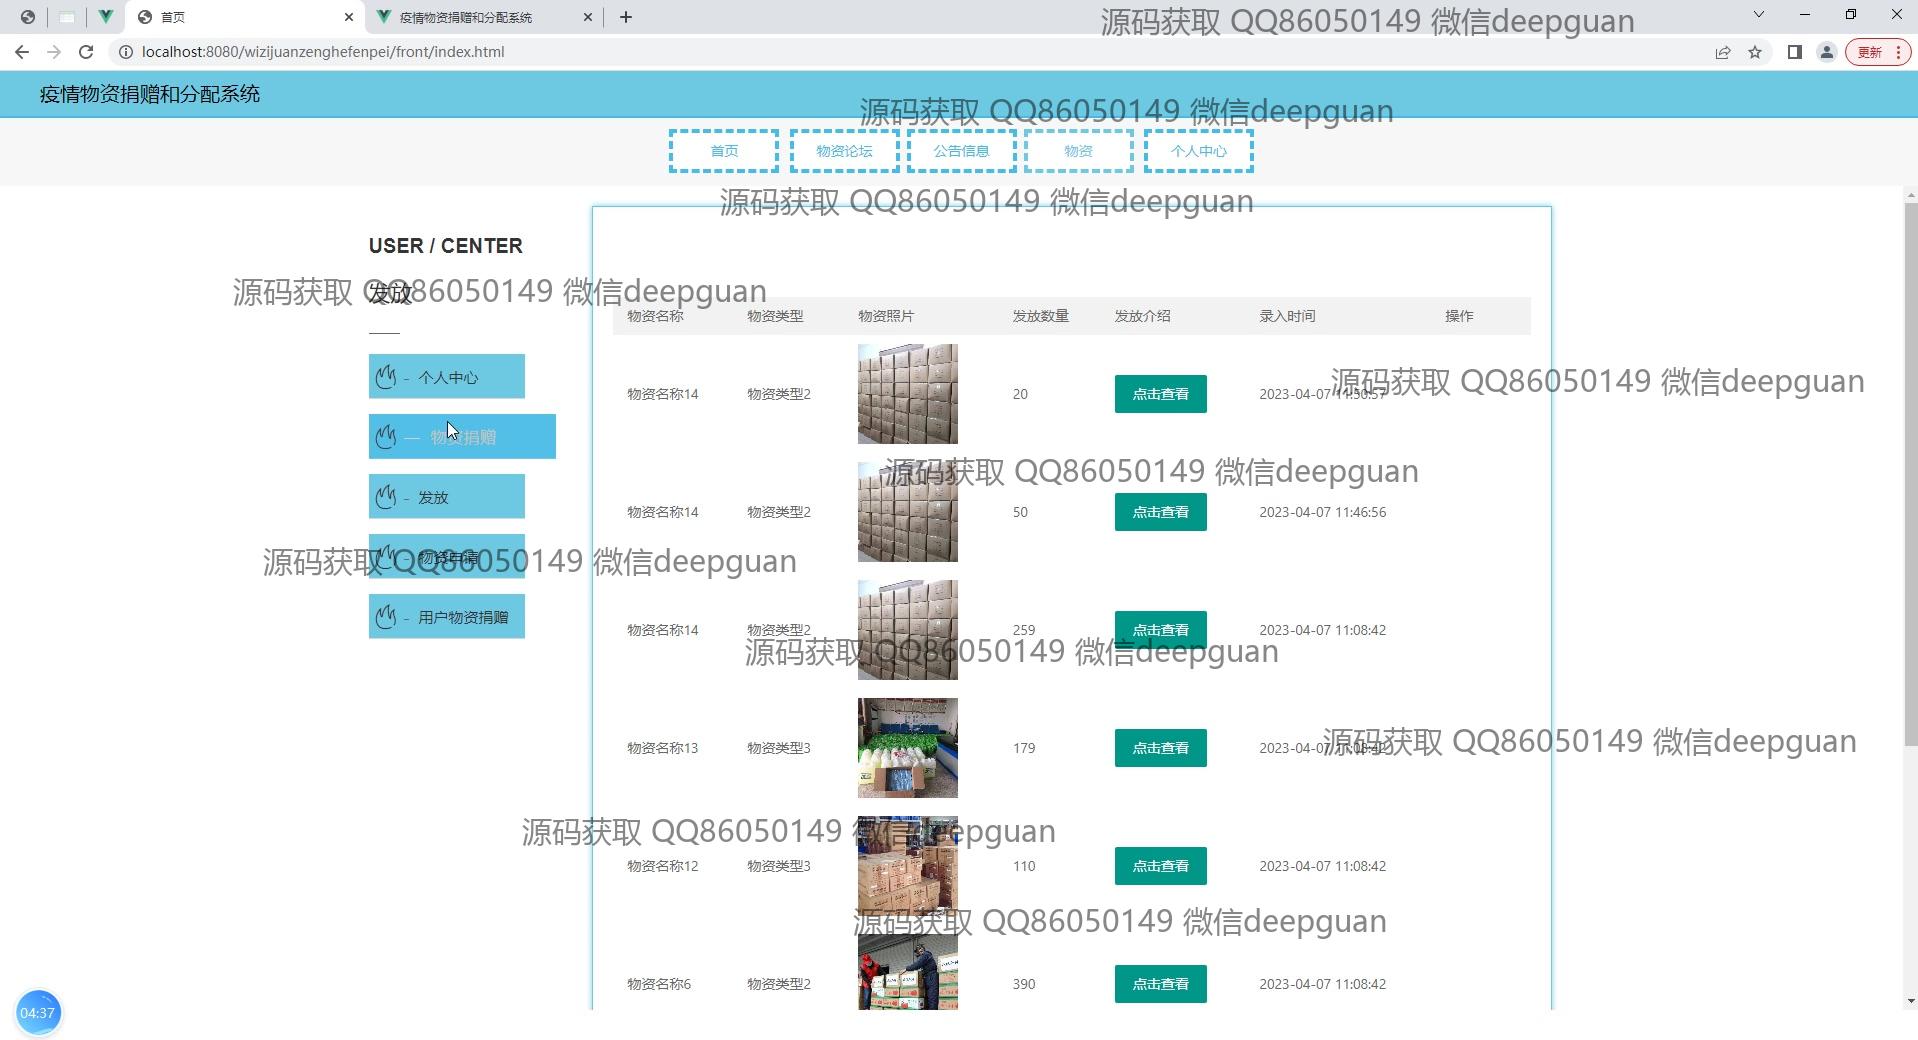 首页
疫情物资捐赠和分配系统
源码获取 QQ86050149 微信deepguan
localhost:8080/wizijuanzenghefenpei/front/index.html
更新
疫情物资捐赠和分配系统
源码获取 QQ86050149 微信deepguan
首页 物资论坛 公告信息 物资 个人中心
源码获取 QQ86050149 微信deepguan
USER / CENTER
源码获取 QQ86050149 微信deepguan
发放
物资名称 物资类型 物资照片 发放数量 发放介绍 录入时间 操作
- 个人中心
源码获取 QQ86050149 微信deepguan
物资名称14 物资类型2 20 点击查看 2023-04-07 11:50:57
— 物资捐赠
源码获取 QQ86050149 微信deepguan
- 发放
物资名称14 物资类型2 50 点击查看 2023-04-07 11:46:56
- 物资申请
源码获取 QQ86050149 微信deepguan
- 用户物资捐赠
物资名称14 物资类型2 259 点击查看 2023-04-07 11:08:42
源码获取 QQ86050149 微信deepguan
物资名称13 物资类型3 179 点击查看 2023-04-07 11:08:42
源码获取 QQ86050149 微信deepguan
源码获取 QQ86050149 微信deepguan
物资名称12 物资类型3 110 点击查看 2023-04-07 11:08:42
源码获取 QQ86050149 微信deepguan
物资名称6 物资类型2 390 点击查看 2023-04-07 11:08:42
04:37